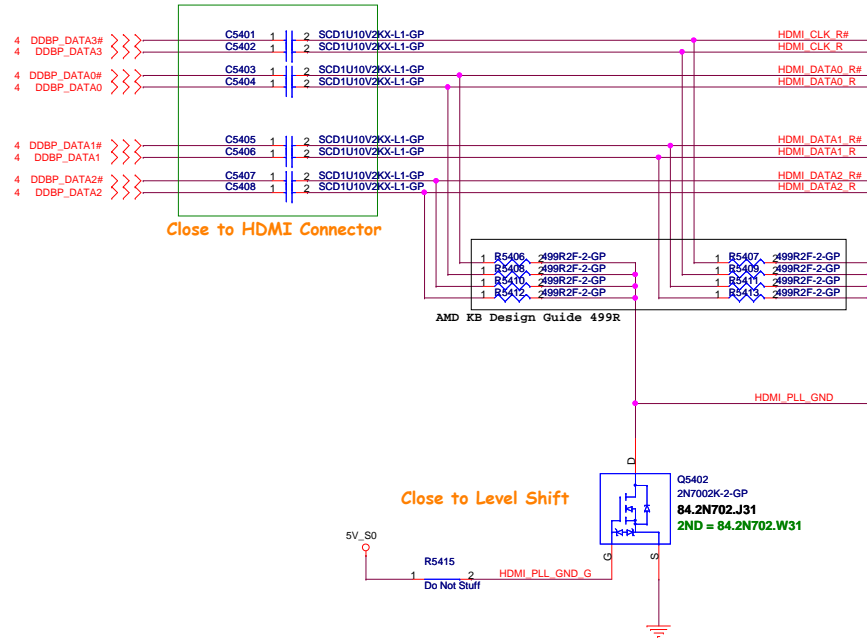 C5401 1 2 SCD1U10V2KX-L1-GP HDMI_CLK_R#
4 DDBP_DATA3#
C5402 1 2 SCD1U10V2KX-L1-GP HDMI_CLK_R
4 DDBP_DATA3
C5403 1 2 SCD1U10V2KX-L1-GP HDMI_DATA0_R#
4 DDBP_DATA0#
C5404 1 2 SCD1U10V2KX-L1-GP HDMI_DATA0_R
4 DDBP_DATA0
C5405 1 2 SCD1U10V2KX-L1-GP HDMI_DATA1_R#
4 DDBP_DATA1#
C5406 1 2 SCD1U10V2KX-L1-GP HDMI_DATA1_R
4 DDBP_DATA1
C5407 1 2 SCD1U10V2KX-L1-GP HDMI_DATA2_R#
4 DDBP_DATA2#
C5408 1 2 SCD1U10V2KX-L1-GP HDMI_DATA2_R
4 DDBP_DATA2
Close to HDMI Connector
1 R5406 2 499R2F-2-GP 1 R5407 2 499R2F-2-GP
1 R5408 2 499R2F-2-GP 1 R5409 2 499R2F-2-GP
1 R5410 2 499R2F-2-GP 1 R5411 2 499R2F-2-GP
1 R5412 2 499R2F-2-GP 1 R5413 2 499R2F-2-GP
AMD KB Design Guide 499R
HDMI_PLL_GND
D
Q5402
2N7002K-2-GP
84.2N702.J31
2ND = 84.2N702.W31
Close to Level Shift
G
S
5V_S0
R5415
1 2 HDMI_PLL_GND_G
Do Not Stuff